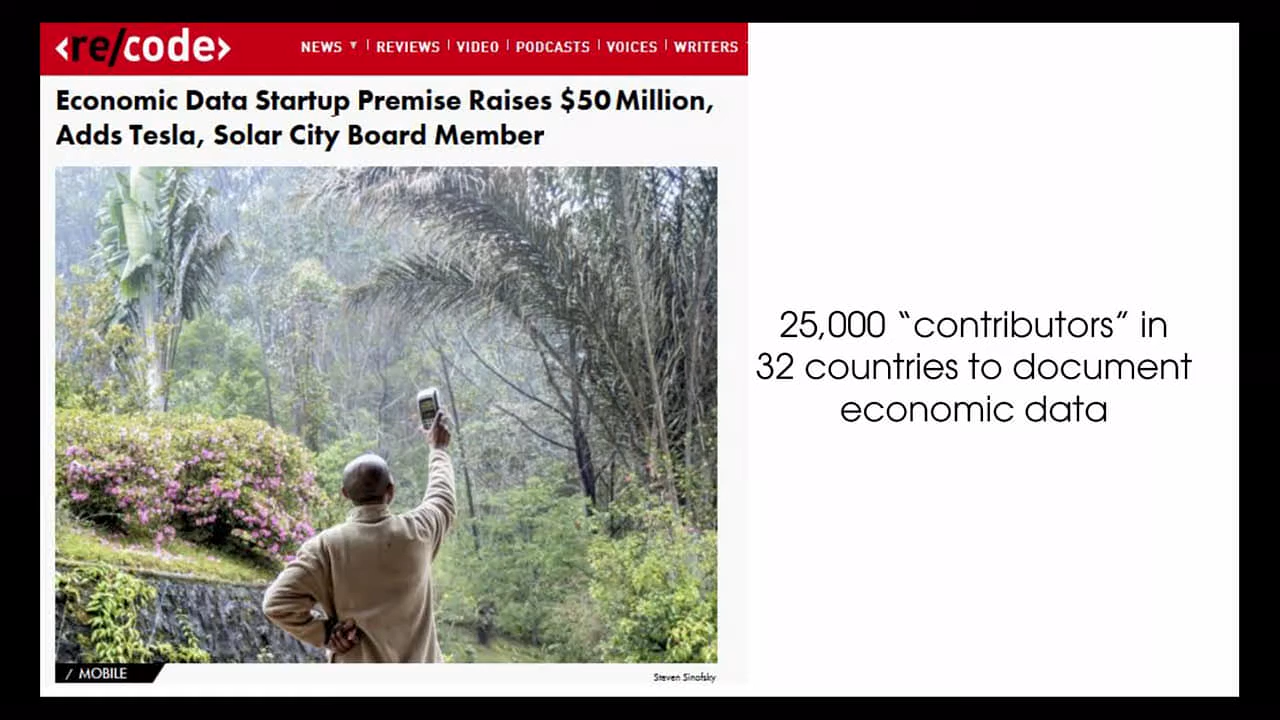 <re/code>
NEWS ▼ | REVIEWS | VIDEO | PODCASTS | VOICES | WRITERS
Economic Data Startup Premise Raises $50 Million,
Adds Tesla, Solar City Board Member
/ MOBILE
Steven Sinofsky
25,000 “contributors” in
32 countries to document
economic data